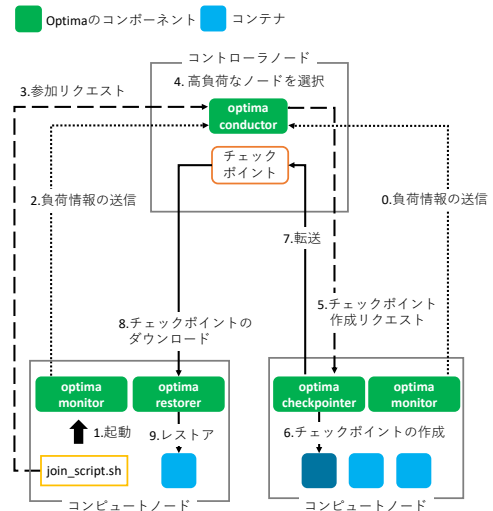 Optimaのコンポーネント
コンテナ
コントローラノード
3.参加リクエスト
4. 高負荷なノードを選択
optima
conductor
チェック
ポイント
2.負荷情報の送信
0.負荷情報の送信
7.転送
5.チェックポイント
作成リクエスト
8.チェックポイントの
ダウンロード
optima
monitor
optima
restorer
optima
checkpointer
optima
monitor
1.起動
9.レストア
6.チェックポイントの作成
join_script.sh
コンピュートノード
コンピュートノード